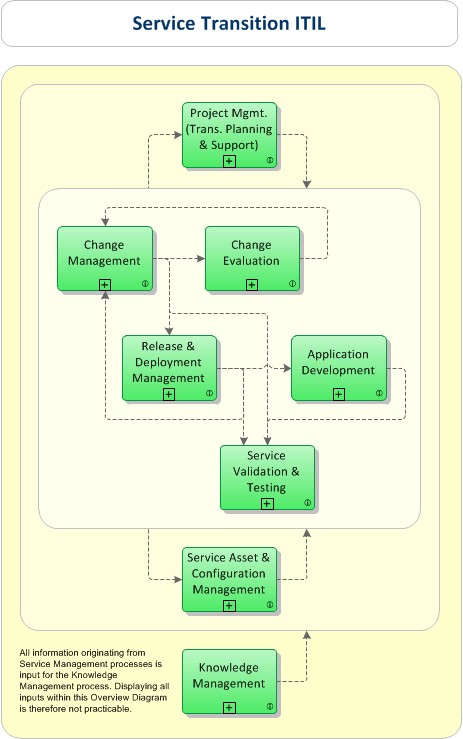 Service Transition ITIL
Project Mgmt.
(Trans. Planning
& Support)
Change
Management
Change
Evaluation
Release &
Deployment
Management
Application
Development
Service
Validation &
Testing
Service Asset &
Configuration
Management
All information originating from
Service Management processes is
input for the Knowledge
Management process. Displaying all
inputs within this Overview Diagram
is therefore not practicable.
Knowledge
Management